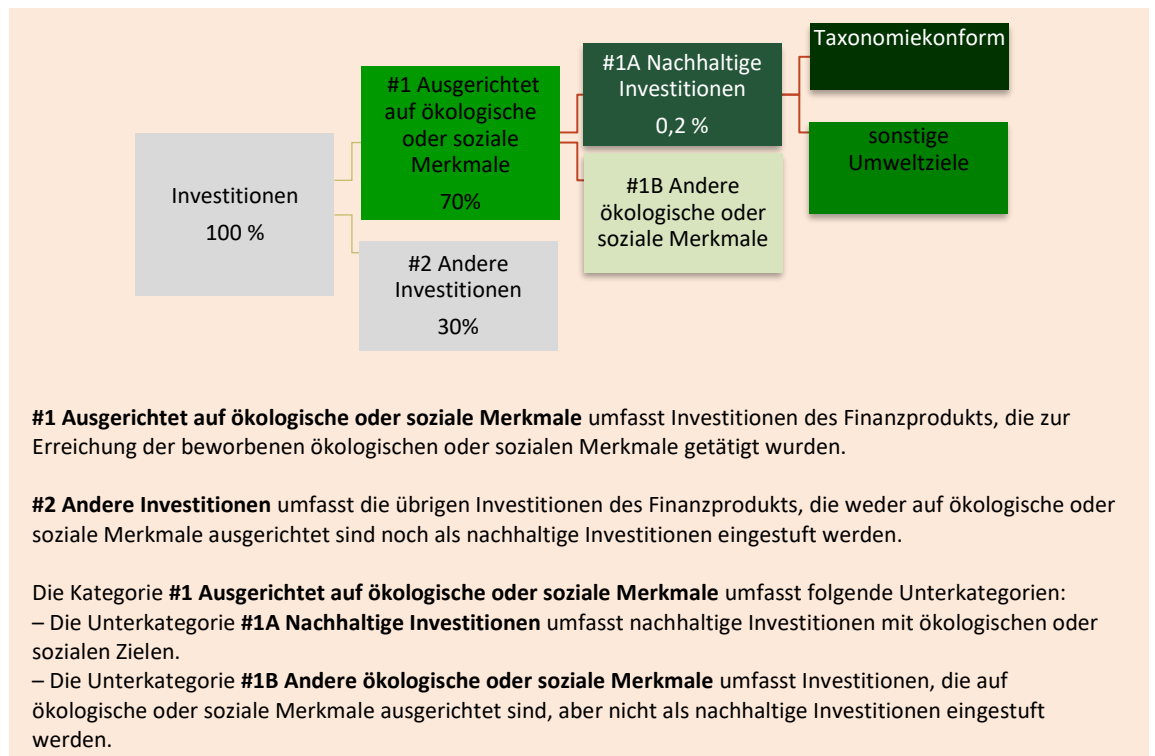 Investitionen
100 %
#1 Ausgerichtet
auf ökologische
oder soziale
Merkmale
70%
#2 Andere
Investitionen
30%
#1A Nachhaltige
Investitionen
0,2 %
#1B Andere
ökologische oder
soziale Merkmale
Taxonomiekonform
sonstige
Umweltziele
#1 Ausgerichtet auf ökologische oder soziale Merkmale umfasst Investitionen des Finanzprodukts, die zur
Erreichung der beworbenen ökologischen oder sozialen Merkmale getätigt wurden.
#2 Andere Investitionen umfasst die übrigen Investitionen des Finanzprodukts, die weder auf ökologische oder
soziale Merkmale ausgerichtet sind noch als nachhaltige Investitionen eingestuft werden.
Die Kategorie #1 Ausgerichtet auf ökologische oder soziale Merkmale umfasst folgende Unterkategorien:
– Die Unterkategorie #1A Nachhaltige Investitionen umfasst nachhaltige Investitionen mit ökologischen oder
sozialen Zielen.
– Die Unterkategorie #1B Andere ökologische oder soziale Merkmale umfasst Investitionen, die auf
ökologische oder soziale Merkmale ausgerichtet sind, aber nicht als nachhaltige Investitionen eingestuft
werden.